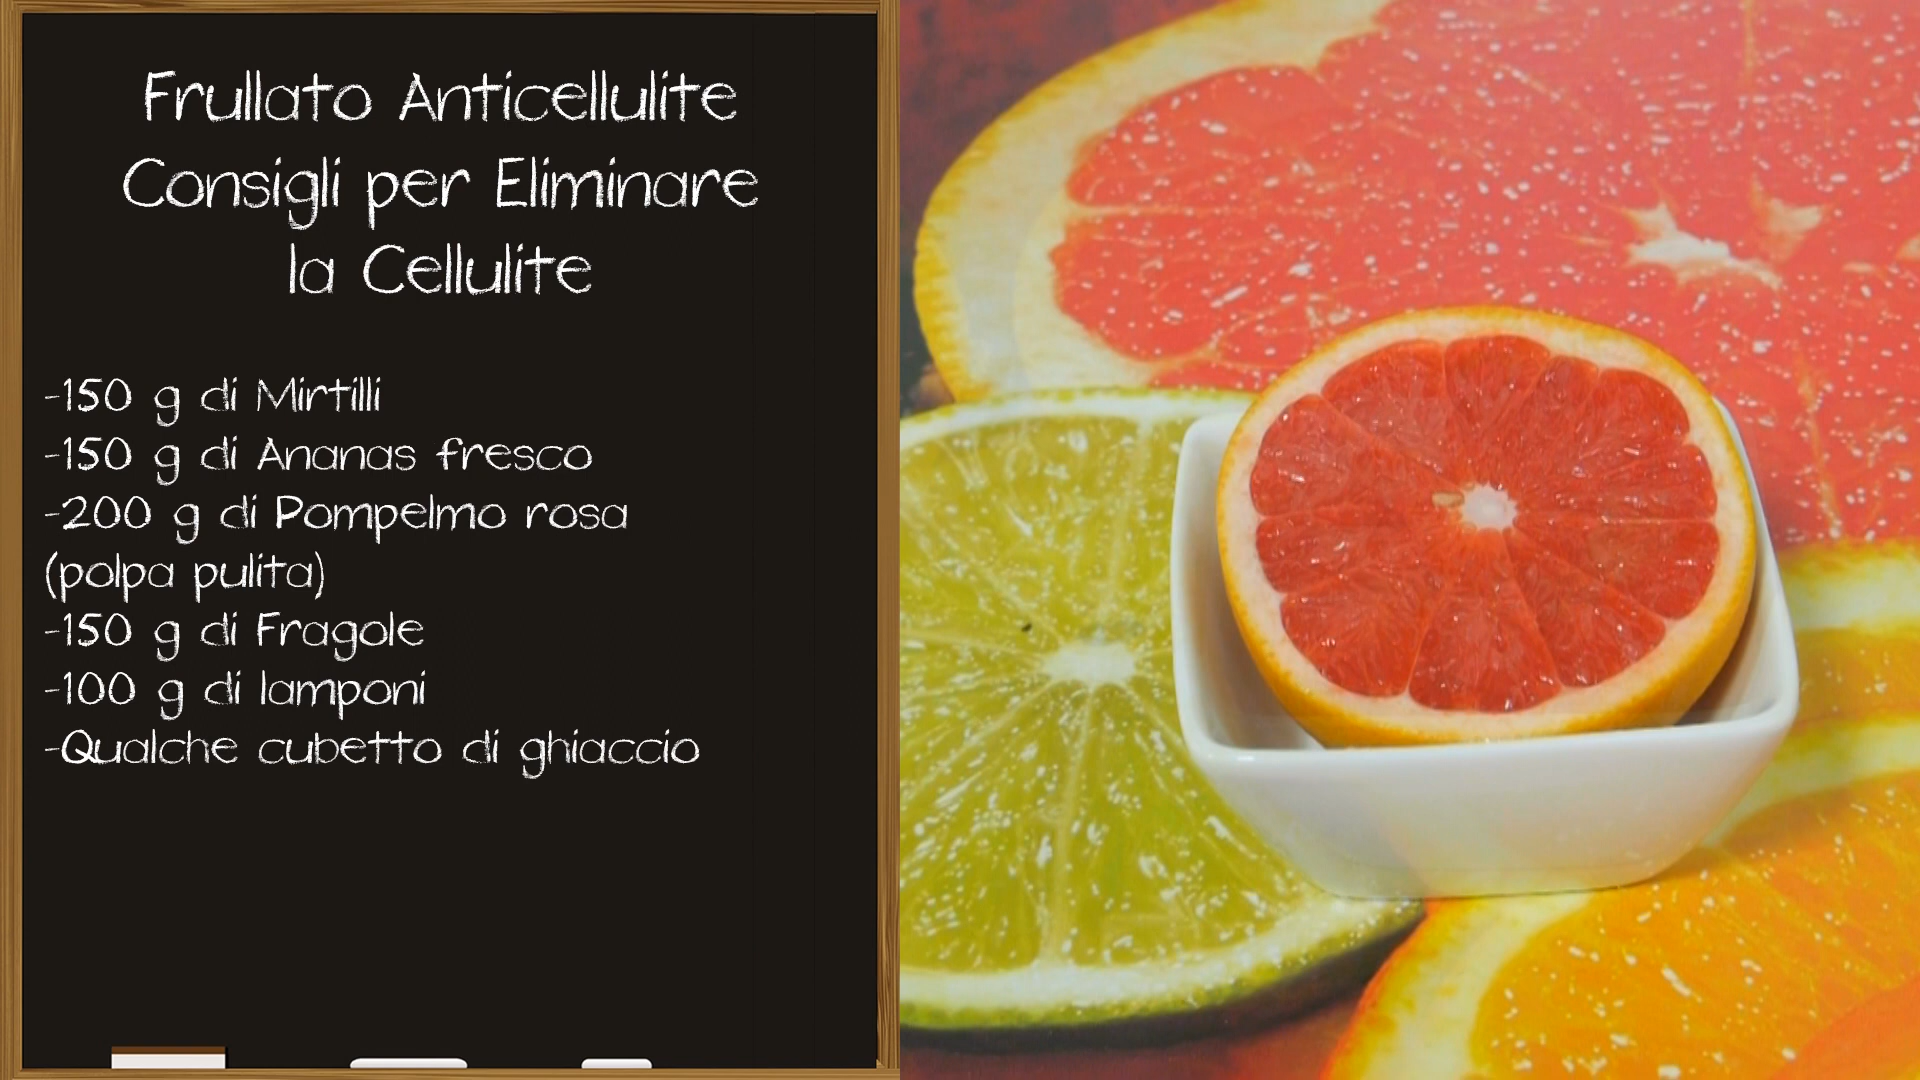 Frullato Anticellulite
Consigli per Eliminare
la Cellulite
-150 g di Mirtilli
-150 g di Ananas fresco
-200 g di Pompelmo rosa
(polpa pulita)
-150 g di Fragole
-100 g di lamponi
-Qualche cubetto di ghiaccio